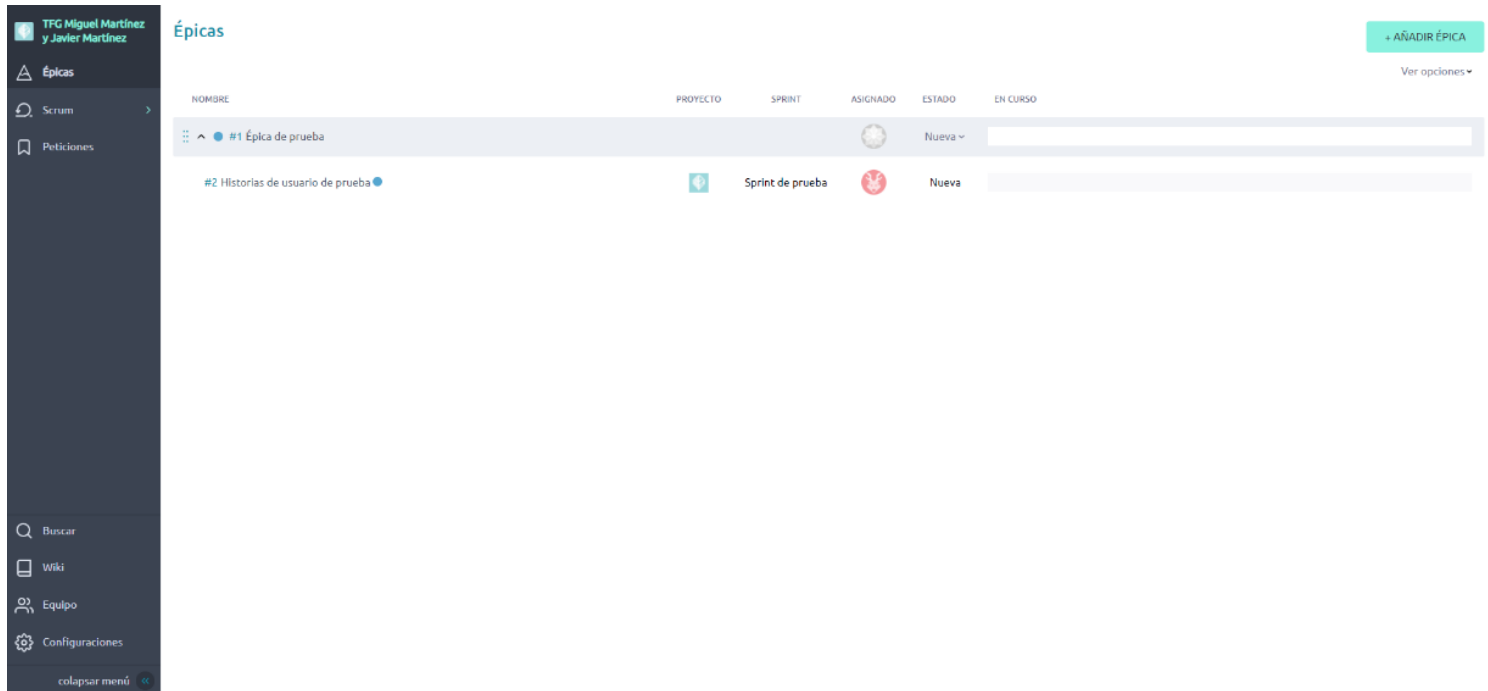 TFG Miguel Martínez
y Javier Martínez
Épicas
Scrum
Peticiones
Buscar
Wiki
Equipo
Configuraciones
colapsar menú
Épicas
+ AÑADIR ÉPICA
Ver opciones
NOMBRE PROYECTO SPRINT ASIGNADO ESTADO EN CURSO
#1 Épica de prueba Nueva
#2 Historias de usuario de prueba Sprint de prueba Nueva